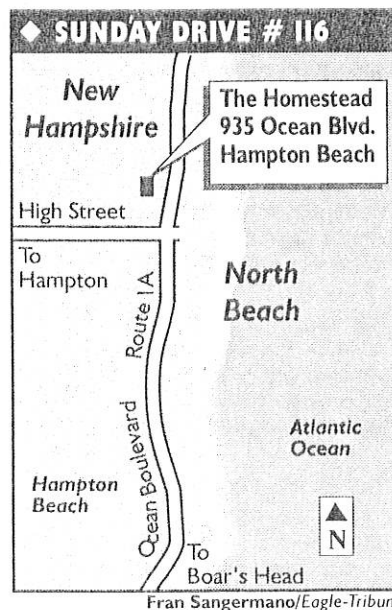 ◆ SUNDAY DRIVE # 116
New
Hampshire
The Homestead
935 Ocean Blvd.
Hampton Beach
High Street
To
Hampton
North
Beach
Route 1A
Ocean Boulevard
Atlantic
Ocean
Hampton
Beach
N
To
Boar's Head
Fran Sangermano/Eagle-Tribun